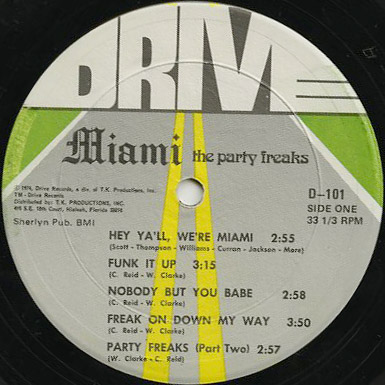 DRIVE
Miami the party freaks
℗ 1974, Drive Records, a div. of T.K. Productions, Inc.
TM - Drive Records
Distributed by: T.K. PRODUCTIONS, INC.
495 S.E. 10th Court, Hialeah, Florida 33010
Sherlyn Pub. BMI
D-101
SIDE ONE
33 1/3 RPM
HEY YA'LL, WE'RE MIAMI 2:55
(Scott - Thompson - Williams - Curran - Jackson - More)
FUNK IT UP 3:15
(C. Reid - W. Clarke)
NOBODY BUT YOU BABE 2:58
(C. Reid - W. Clarke)
FREAK ON DOWN MY WAY 3:50
(C. Reid - W. Clarke)
PARTY FREAKS (Part Two) 2:57
(W. Clarke - C. Reid)